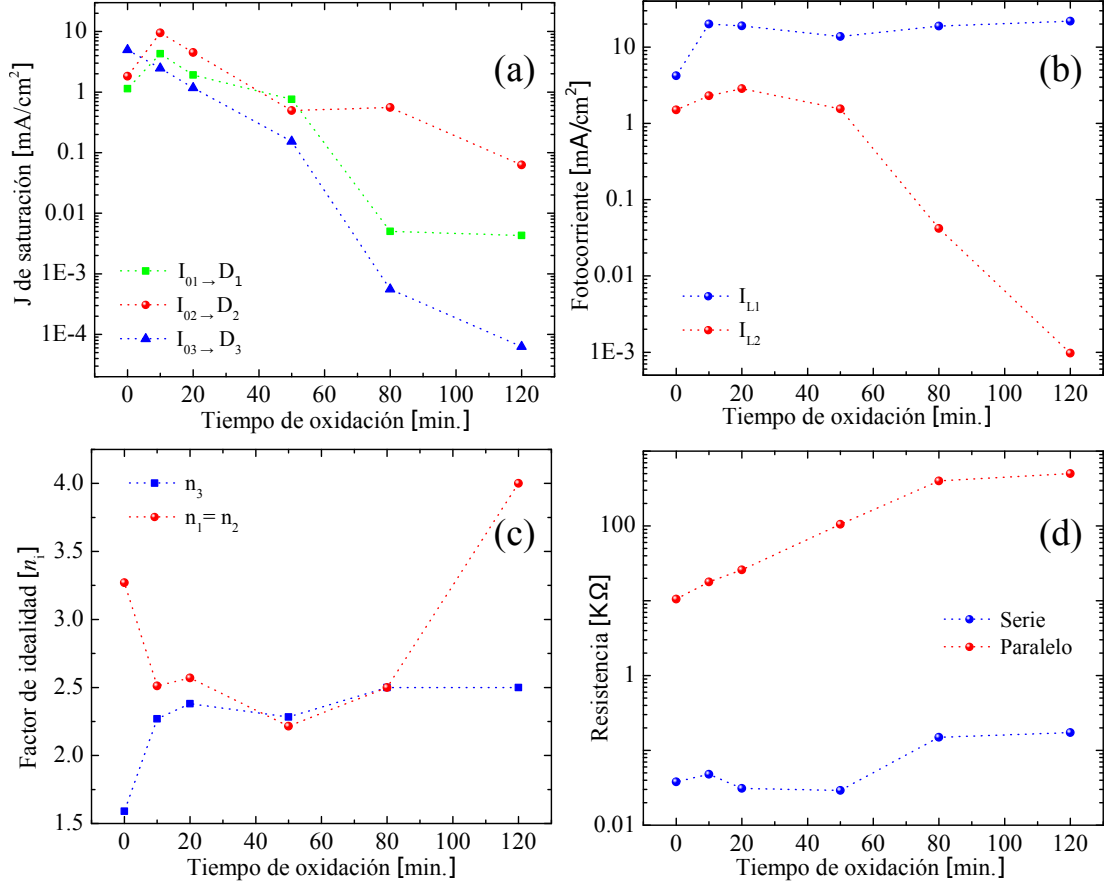 (a)
J de saturación [mA/cm²]
10
1
0.1
0.01
1E-3
1E-4
I₀₁→D₁
I₀₂→D₂
I₀₃→D₃
0 20 40 60 80 100 120
Tiempo de oxidación [min.]
(b)
Fotocorriente [mA/cm²]
10
1
0.1
0.01
1E-3
I_L1
I_L2
0 20 40 60 80 100 120
Tiempo de oxidación [min.]
(c)
Factor de idealidad [nᵢ]
4.0
3.5
3.0
2.5
2.0
1.5
n₃
n₁= n₂
0 20 40 60 80 100 120
Tiempo de oxidación [min.]
(d)
Resistencia [KΩ]
100
1
0.01
Serie
Paralelo
0 20 40 60 80 100 120
Tiempo de oxidación [min.]